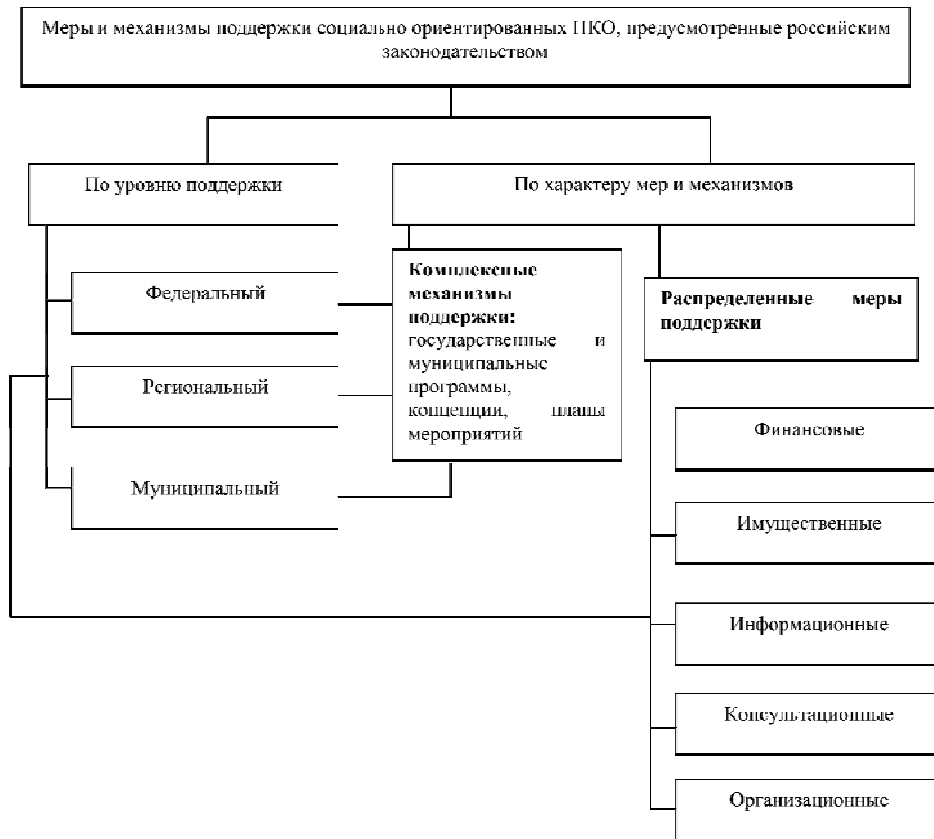 Меры и механизмы поддержки социально ориентированных НКО, предусмотренные российским
законодательством
По уровню поддержки
По характеру мер и механизмов
Федеральный
Региональный
Муниципальный
Комплексные
механизмы
поддержки:
государственные и
муниципальные
программы,
концепции, планы
мероприятий
Распределенные меры
поддержки
Финансовые
Имущественные
Информационные
Консультационные
Организационные